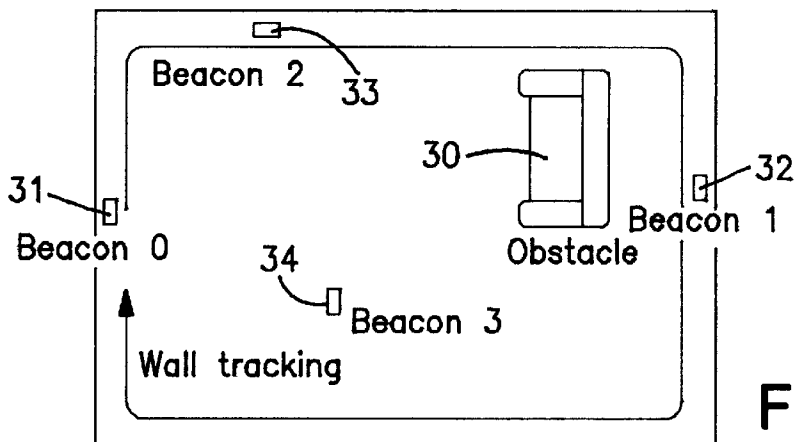 Beacon 2
33
30
31
32
Beacon 0
Beacon 1
Obstacle
34
Beacon 3
Wall tracking
F